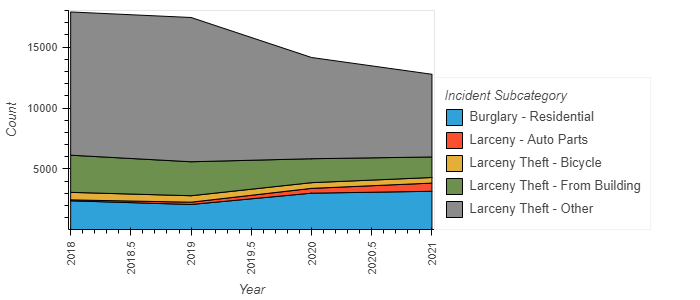 15000
10000
5000
Count
2018
2018.5
2019
2019.5
2020
2020.5
2021
Year
Incident Subcategory
Burglary - Residential
Larceny - Auto Parts
Larceny Theft - Bicycle
Larceny Theft - From Building
Larceny Theft - Other